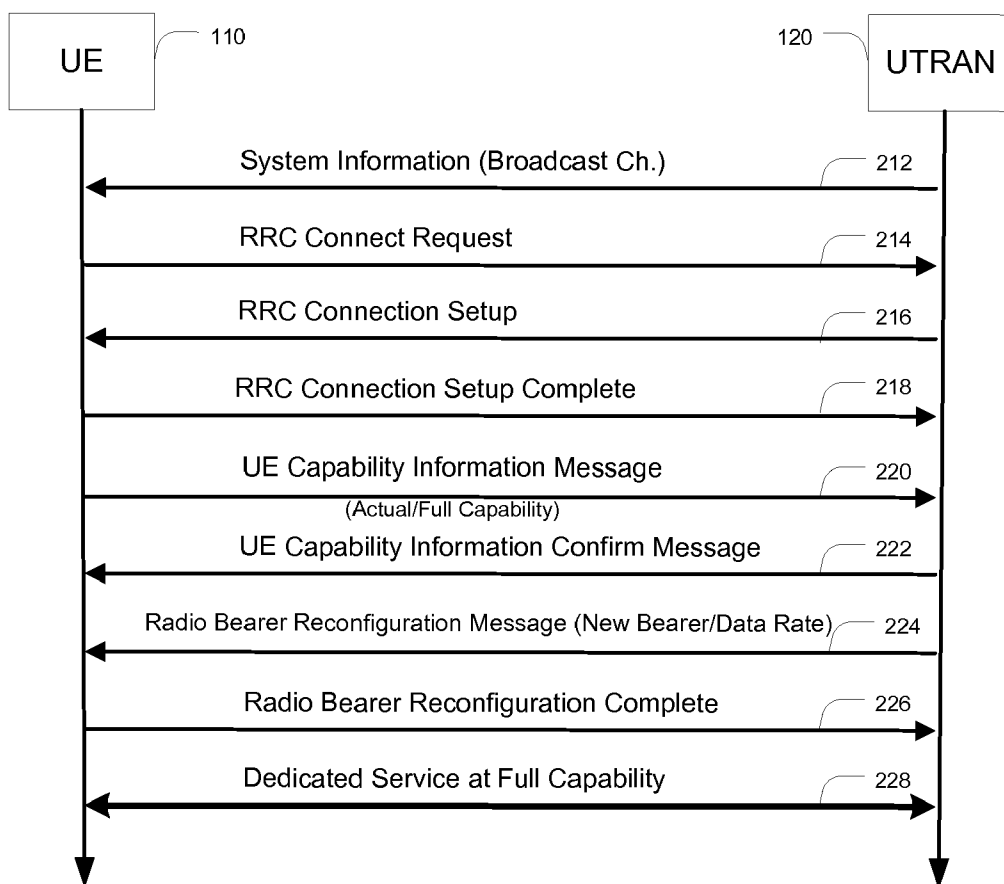 UE
110
120
UTRAN
System Information (Broadcast Ch.)
212
RRC Connect Request
214
RRC Connection Setup
216
RRC Connection Setup Complete
218
UE Capability Information Message
220
(Actual/Full Capability)
UE Capability Information Confirm Message
222
Radio Bearer Reconfiguration Message (New Bearer/Data Rate)
224
Radio Bearer Reconfiguration Complete
226
Dedicated Service at Full Capability
228